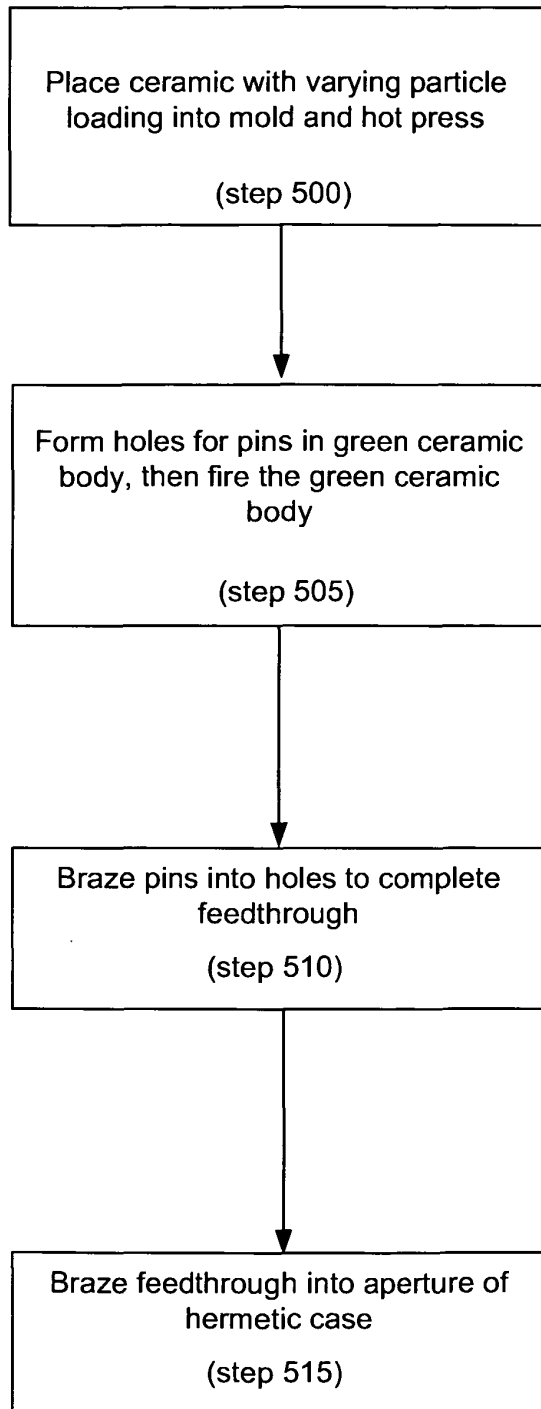 Place ceramic with varying particle
loading into mold and hot press
(step 500)
Form holes for pins in green ceramic
body, then fire the green ceramic
body
(step 505)
Braze pins into holes to complete
feedthrough
(step 510)
Braze feedthrough into aperture of
hermetic case
(step 515)